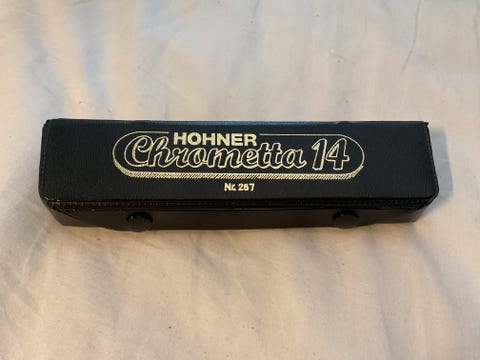 HOHNER
Chrometta 14
Nr. 257